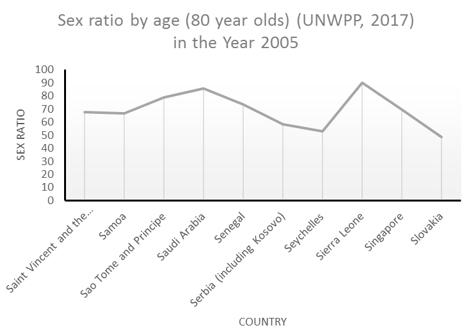 Sex ratio by age (80 year olds) (UNWPP, 2017)
in the Year 2005
100
90
80
70
60
50
40
30
20
10
0
SEX RATIO
Saint Vincent and the...
Samoa
Sao Tome and Principe
Saudi Arabia
Senegal
Serbia (including Kosovo)
Seychelles
Sierra Leone
Singapore
Slovakia
COUNTRY